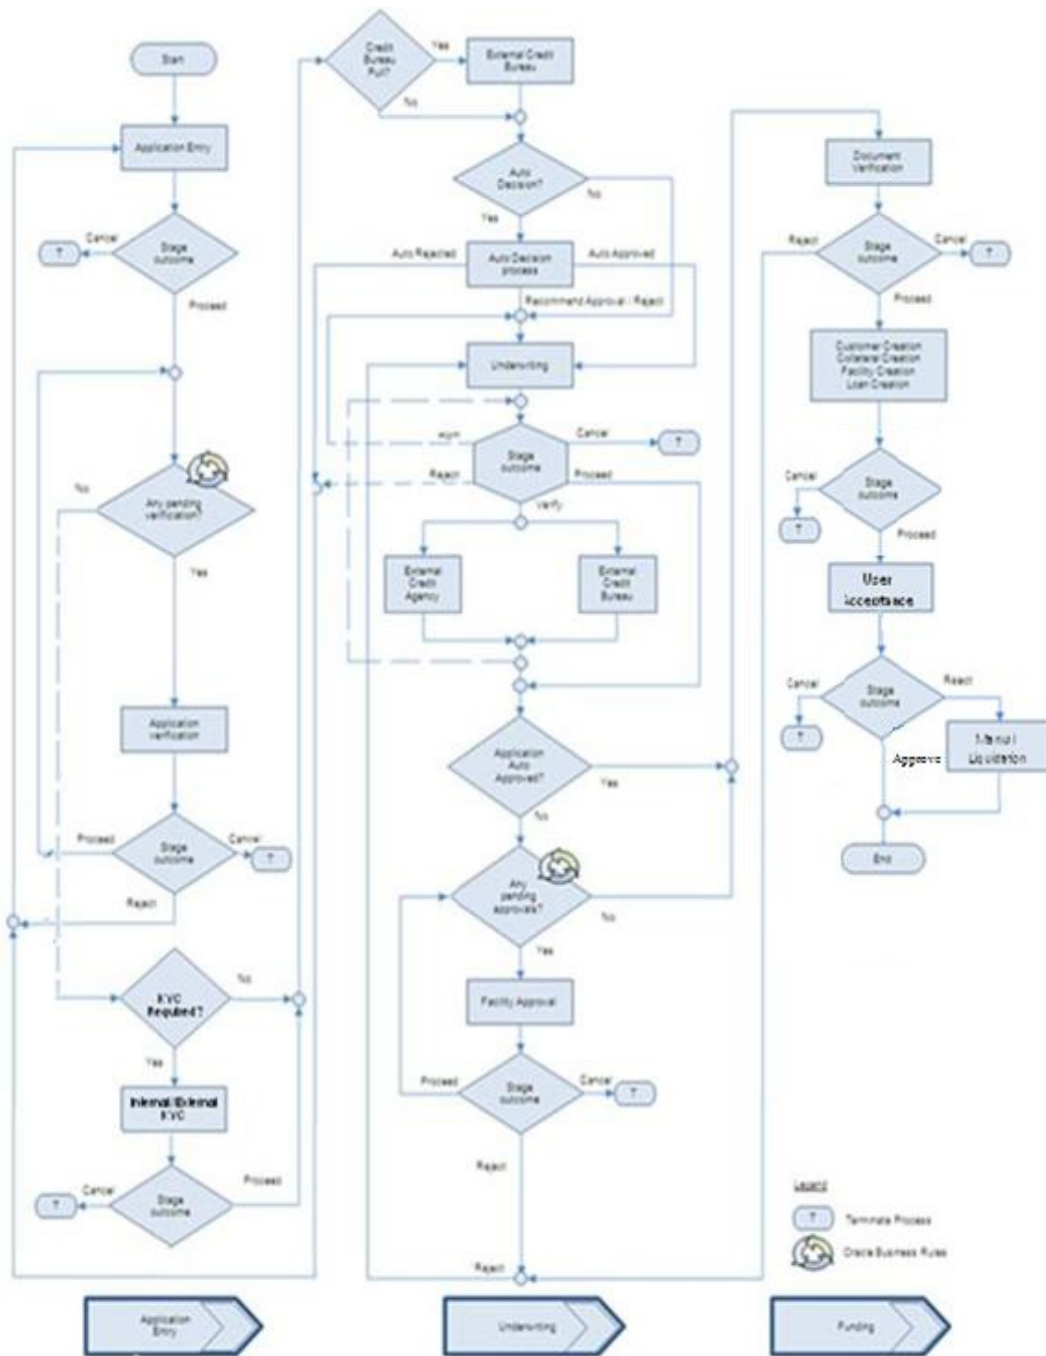 Start
Application Entry
Cancel
T
Stage
outcome
Proceed
No
Any pending
verification?
Yes
Application
verification
Proceed
Stage
outcome
Cancel
T
Reject
KYC
Required?
No
Yes
Internal/External
KYC
Proceed
T
Cancel
Stage
outcome
Credit
Bureau
Pull?
Yes
External Credit
Bureau
No
Auto
Decision?
No
Yes
Auto Rejected
Auto Decision
process
Auto Approved
Recommend Approval / Reject
Underwriting
Cancel
T
Stage
outcome
Reject
Proceed
Verify
External
Credit
Agency
External
Credit
Bureau
Application
Auto
Approved?
Yes
No
Any
pending
approvals?
No
Yes
Facility Approval
Proceed
Stage
outcome
Cancel
T
Reject
Reject
Document
Verification
Reject
Stage
outcome
Cancel
T
Proceed
Customer Creation
Collateral Creation
Facility Creation
Loan Creation
Cancel
Stage
outcome
T
Proceed
User
Acceptance
Cancel
Stage
outcome
Reject
T
Approve
Manual
Liquidation
End
Legend
T
Terminate Process
Oracle Business Rules
Application
Entry
Underwriting
Funding